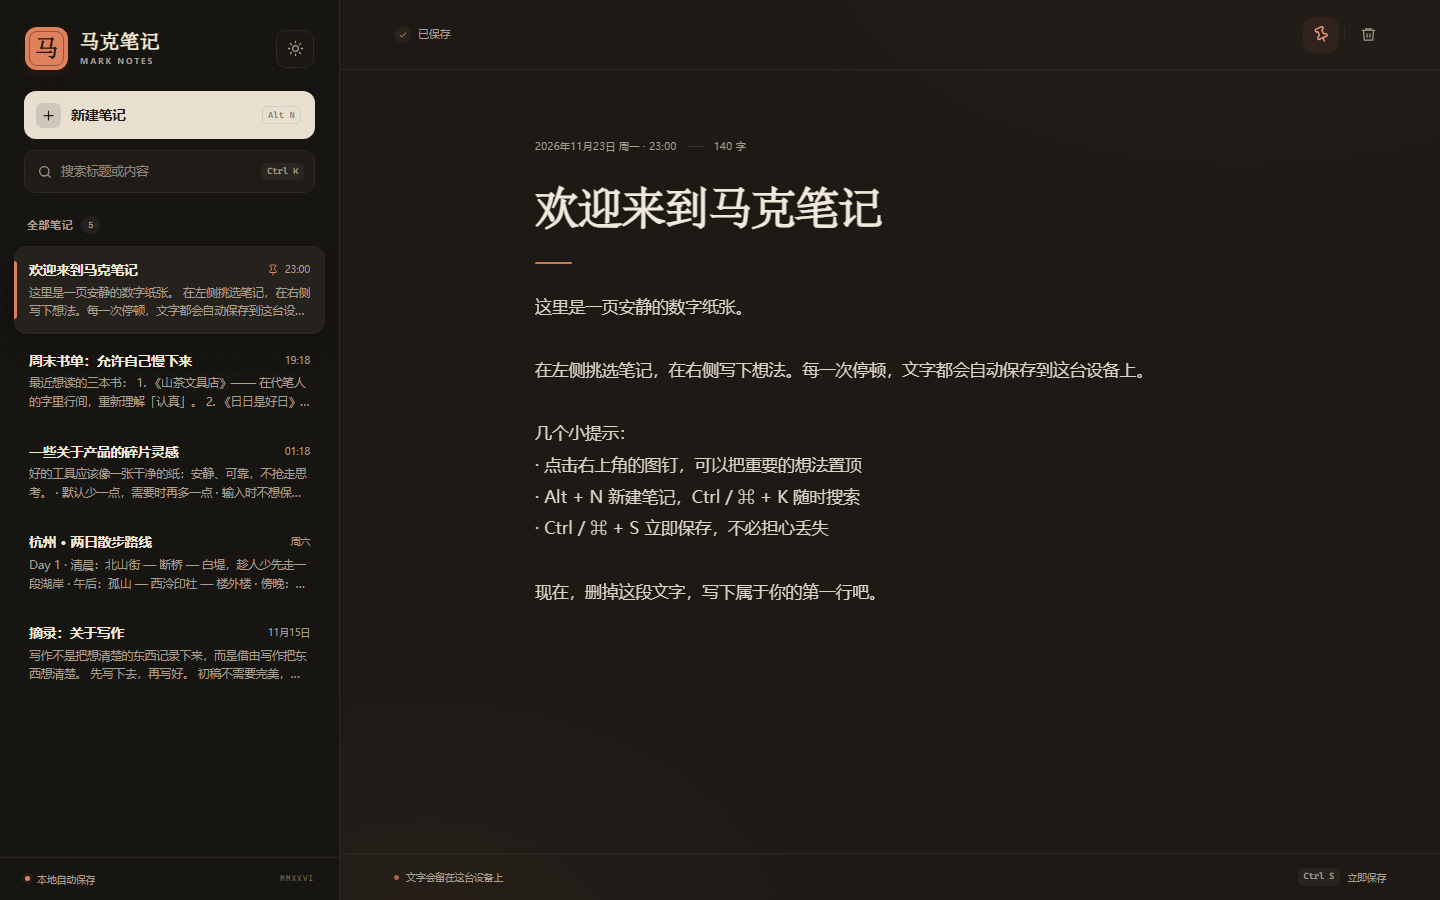 马
马克笔记
MARK NOTES
新建笔记 Alt N
搜索标题或内容 Ctrl K
全部笔记 5
欢迎来到马克笔记 23:00
这里是一页安静的数字纸张。 在左侧挑选笔记，在右侧
写下想法。每一次停顿，文字都会自动保存到这台设...
周末书单：允许自己慢下来 19:18
最近想读的三本书： 1. 《山茶文具店》—— 在代笔人
的字里行间，重新理解「认真」。 2. 《日日是好日》...
一些关于产品的碎片灵感 01:18
好的工具应该像一张干净的纸：安静、可靠，不抢走思
考。 · 默认少一点，需要时再多一点 · 输入时不想保...
杭州 • 两日散步路线 周六
Day 1 · 清晨：北山街 — 断桥 — 白堤，趁人少先走一
段湖岸 · 午后：孤山 — 西泠印社 — 楼外楼 · 傍晚：...
摘录：关于写作 11月15日
写作不是把想清楚的东西记录下来，而是借由写作把东
西想清楚。 先写下去，再写好。 初稿不需要完美，...
本地自动保存 MMXXVI
已保存
2026年11月23日 周一 · 23:00 140 字
欢迎来到马克笔记
这里是一页安静的数字纸张。
在左侧挑选笔记，在右侧写下想法。每一次停顿，文字都会自动保存到这台设备上。
几个小提示：
· 点击右上角的图钉，可以把重要的想法置顶
· Alt + N 新建笔记，Ctrl / ⌘ + K 随时搜索
· Ctrl / ⌘ + S 立即保存，不必担心丢失
现在，删掉这段文字，写下属于你的第一行吧。
文字会留在这台设备上 Ctrl S 立即保存